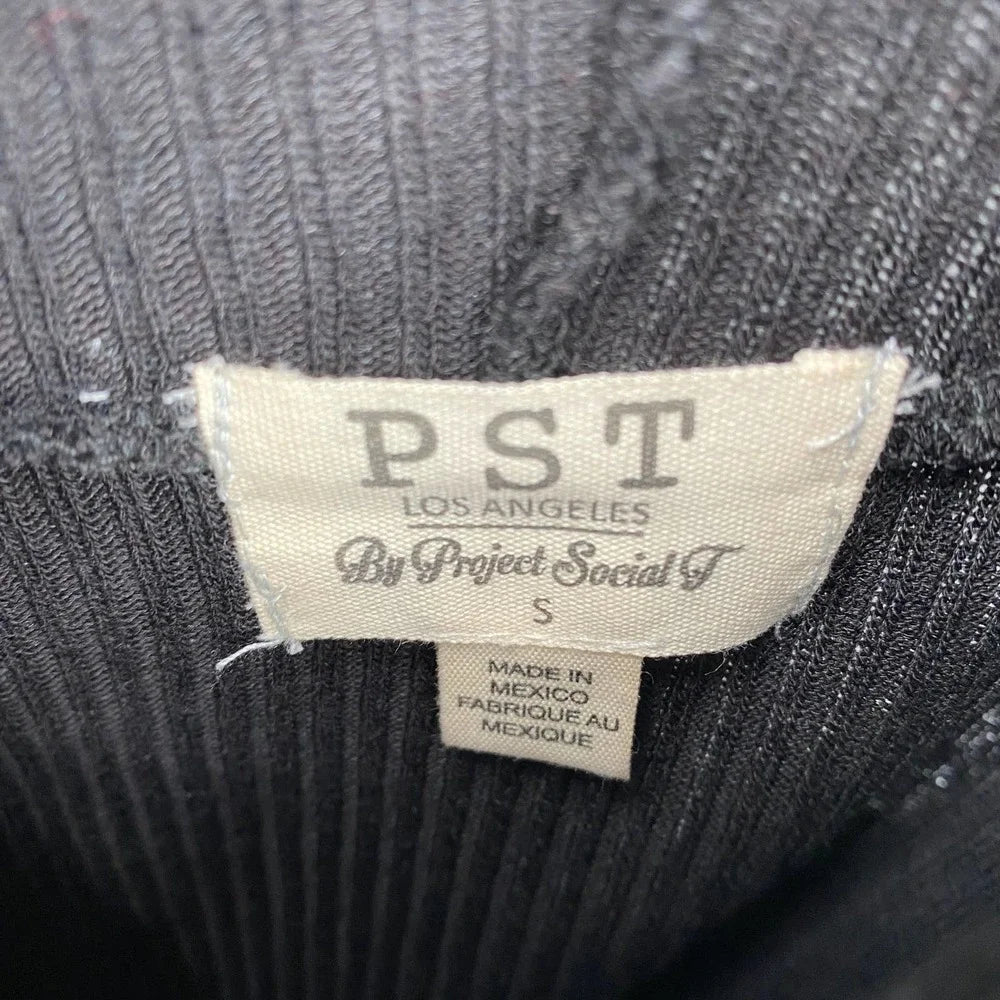 PST
LOS ANGELES
By Project Social T
S
MADE IN
MEXICO
FABRIQUE AU
MEXIQUE